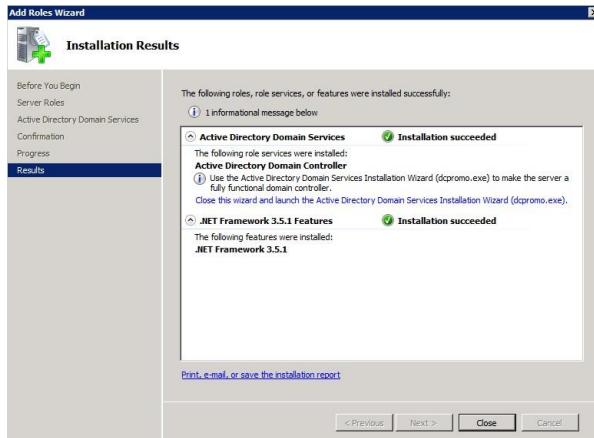 Add Roles Wizard
Installation Results
Before You Begin
Server Roles
Active Directory Domain Services
Confirmation
Progress
Results
The following roles, role services, or features were installed successfully:
1 informational message below
Active Directory Domain Services
Installation succeeded
The following role services were installed:
Active Directory Domain Controller
Use the Active Directory Domain Services Installation Wizard (dcpromo.exe) to make the server a
fully functional domain controller.
Close this wizard and launch the Active Directory Domain Services Installation Wizard (dcpromo.exe).
.NET Framework 3.5.1 Features
Installation succeeded
The following features were installed:
.NET Framework 3.5.1
Print, e-mail, or save the installation report
< Previous
Next >
Close
Cancel